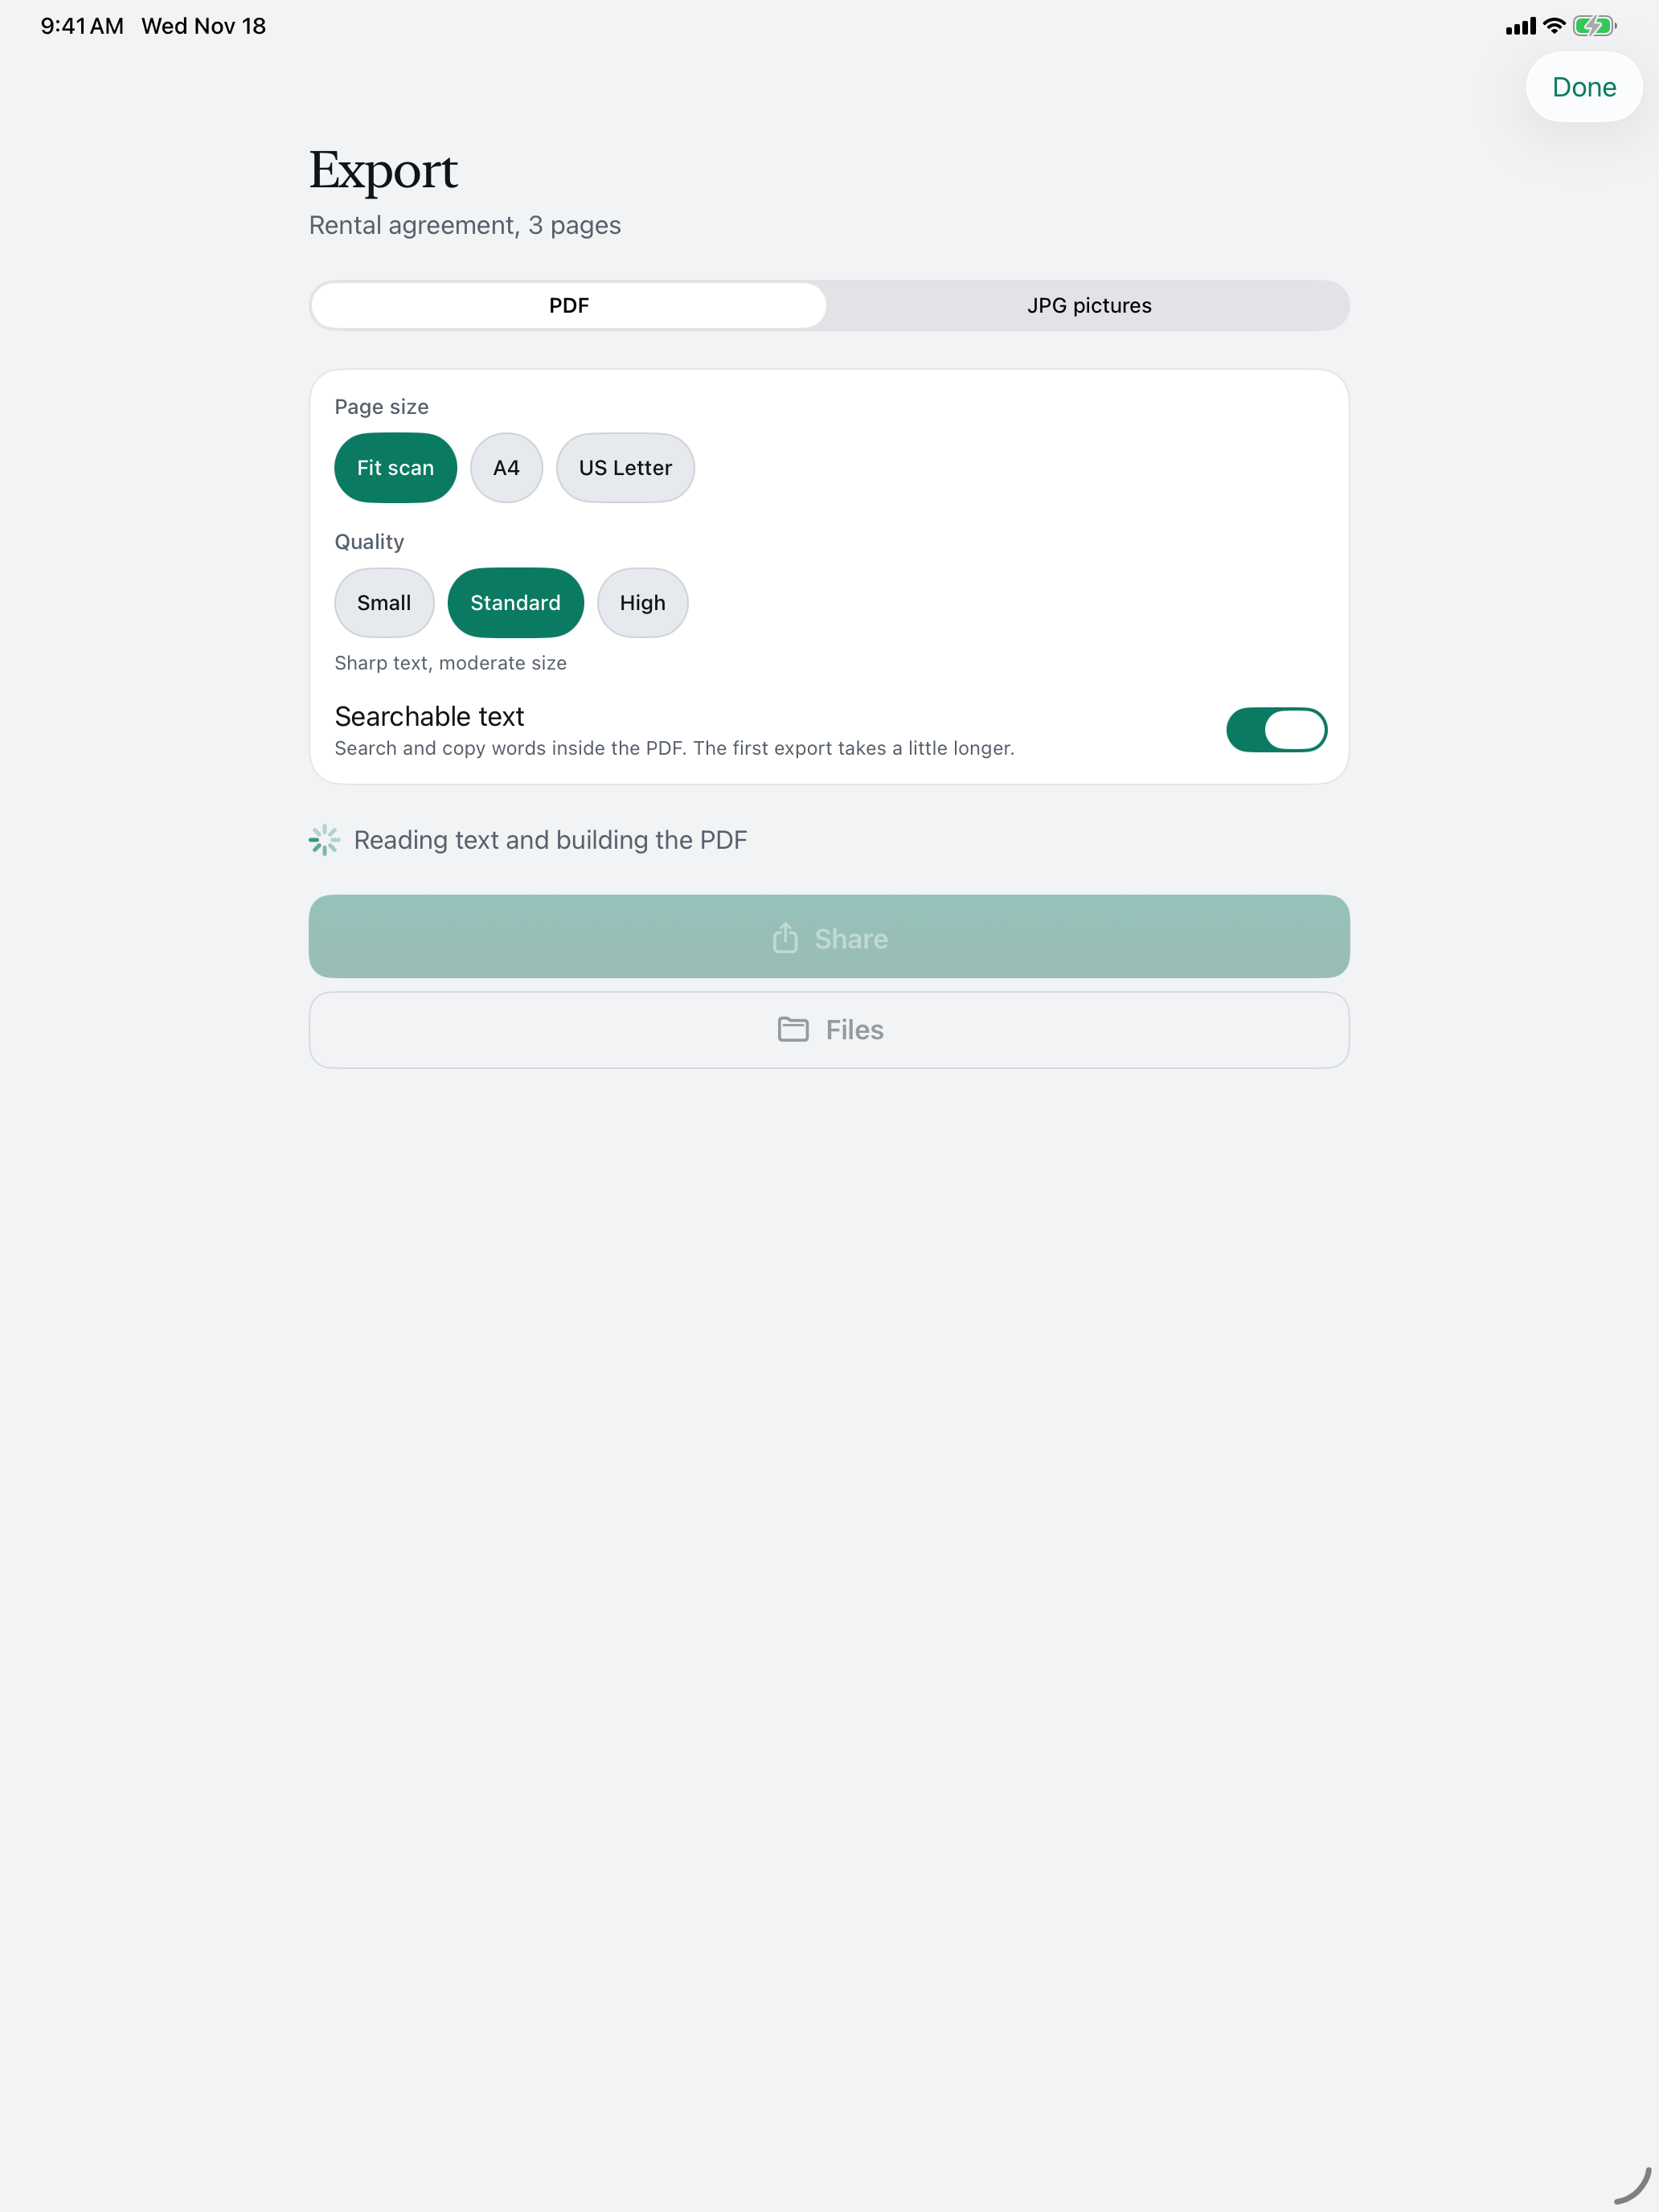 9:41 AM Wed Nov 18
Done
Export
Rental agreement, 3 pages
PDF
JPG pictures
Page size
Fit scan
A4
US Letter
Quality
Small
Standard
High
Sharp text, moderate size
Searchable text
Search and copy words inside the PDF. The first export takes a little longer.
Reading text and building the PDF
Share
Files